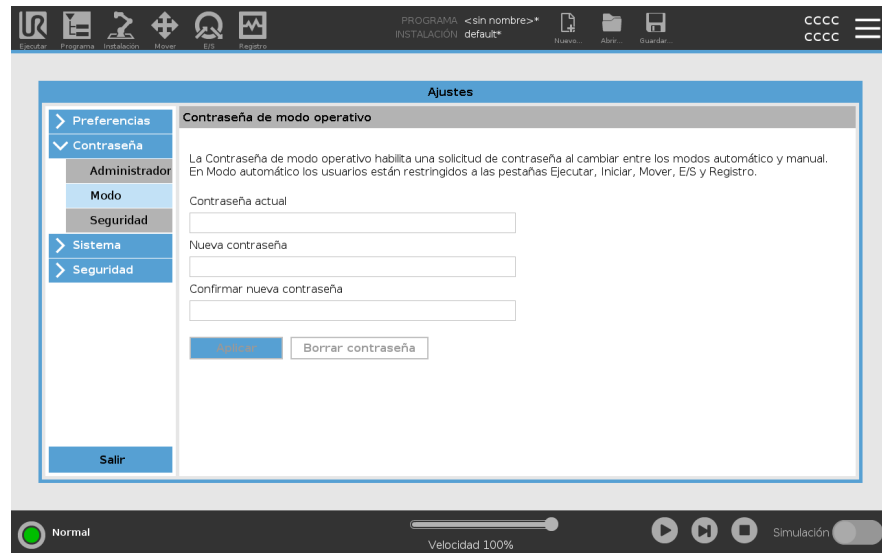 Ejecutar Programa Instalación Mover E/S Registro
PROGRAMA <sin nombre>*
INSTALACIÓN default*
Nuevo... Abrir... Guardar...
CCCC
CCCC
Ajustes
Preferencias
Contraseña
Administrador
Modo
Seguridad
Sistema
Seguridad
Salir
Contraseña de modo operativo
La Contraseña de modo operativo habilita una solicitud de contraseña al cambiar entre los modos automático y manual.
En Modo automático los usuarios están restringidos a las pestañas Ejecutar, Iniciar, Mover, E/S y Registro.
Contraseña actual
Nueva contraseña
Confirmar nueva contraseña
Aplicar Borrar contraseña
Normal
Velocidad 100%
Simulación